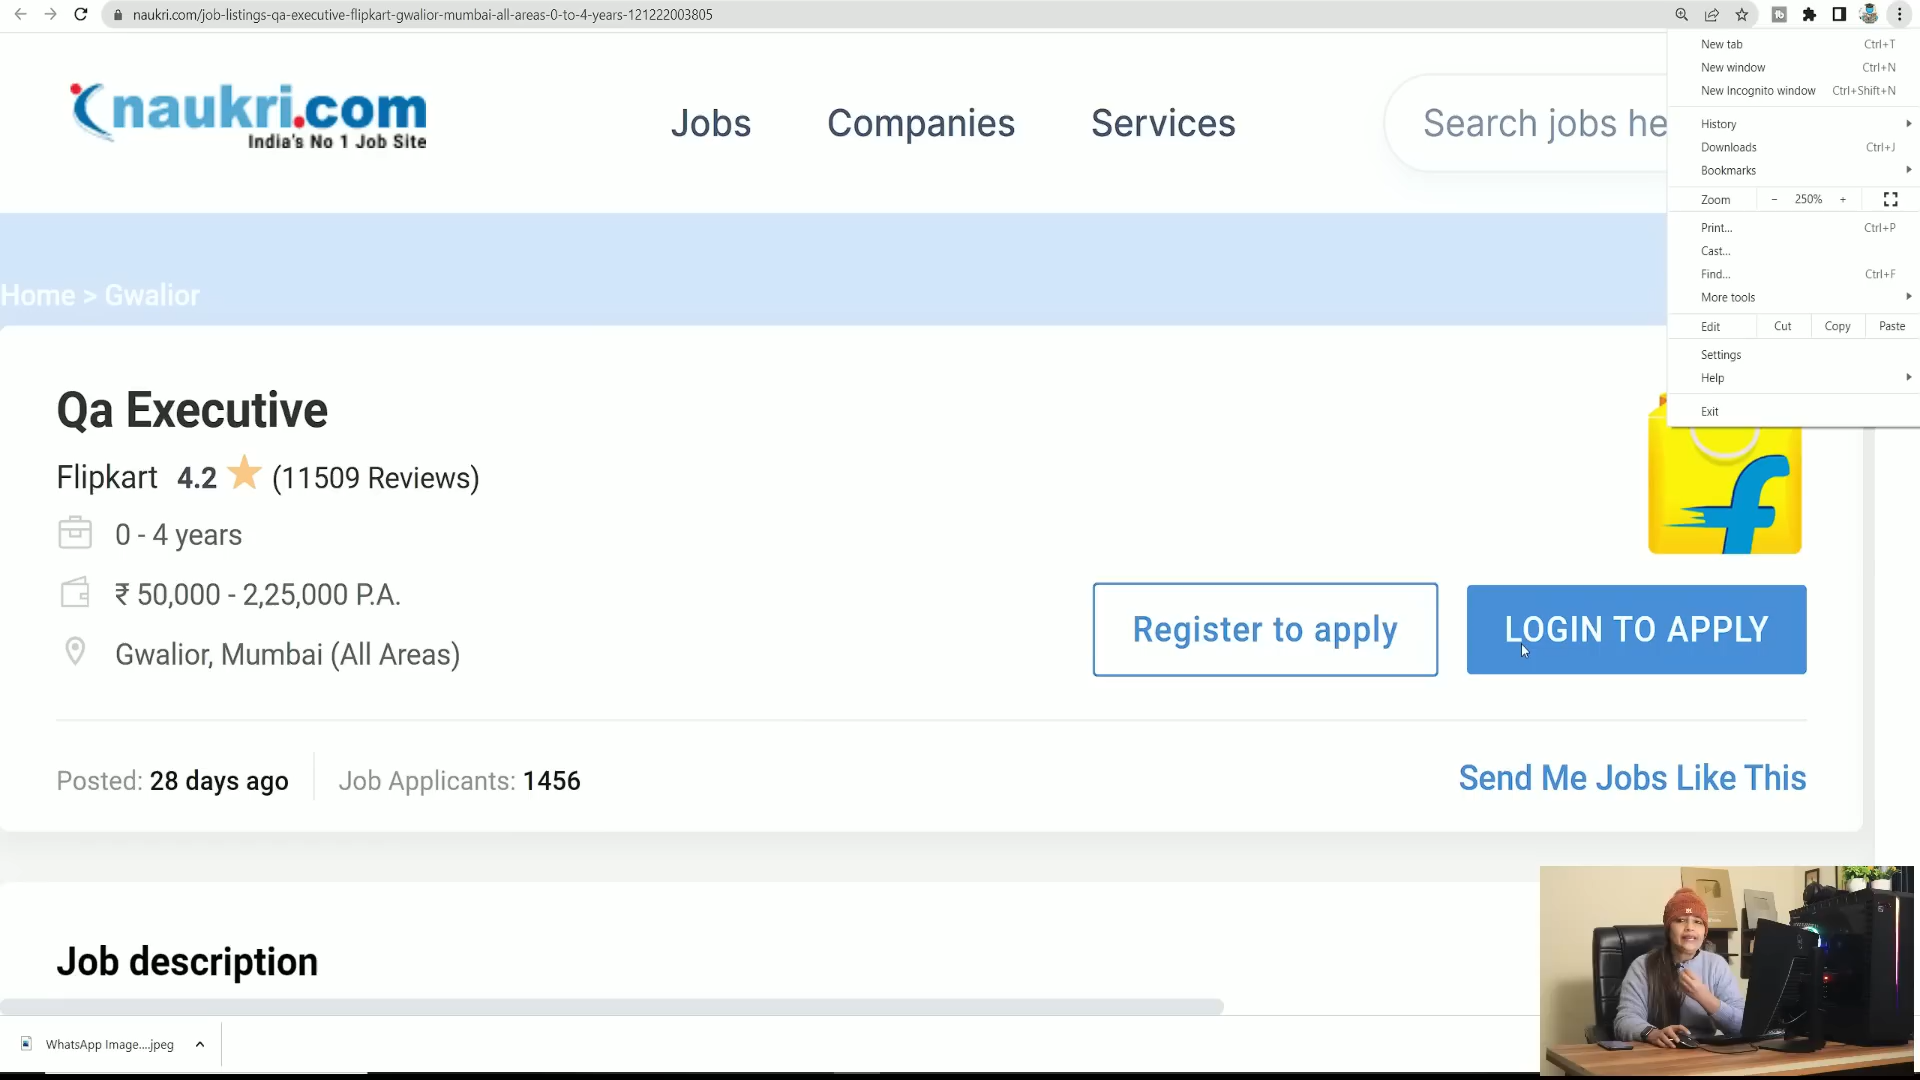 naukri.com/job-listings-qa-executive-flipkart-gwalior-mumbai-all-areas-0-to-4-years-121222003805
New tab Ctrl+T
New window Ctrl+N
New Incognito window Ctrl+Shift+N
History
Downloads Ctrl+J
Bookmarks
Zoom - 250% +
Print... Ctrl+P
Cast...
Find... Ctrl+F
More tools
Edit Cut Copy Paste
Settings
Help
Exit
naukri.com
India's No 1 Job Site
Jobs Companies Services Search jobs he
Home > Gwalior
Qa Executive
Flipkart 4.2 (11509 Reviews)
0 - 4 years
₹ 50,000 - 2,25,000 P.A.
Gwalior, Mumbai (All Areas)
Register to apply LOGIN TO APPLY
Posted: 28 days ago Job Applicants: 1456 Send Me Jobs Like This
Job description
WhatsApp Image....jpeg